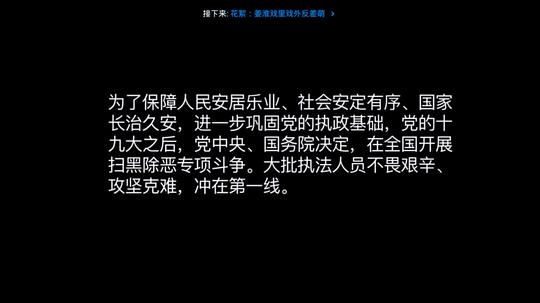 接下来: 花絮：姜淮戏里戏外反差萌 >
为了保障人民安居乐业、社会安定有序、国家
长治久安，进一步巩固党的执政基础，党的十
九大之后，党中央、国务院决定，在全国开展
扫黑除恶专项斗争。大批执法人员不畏艰辛、
攻坚克难，冲在第一线。